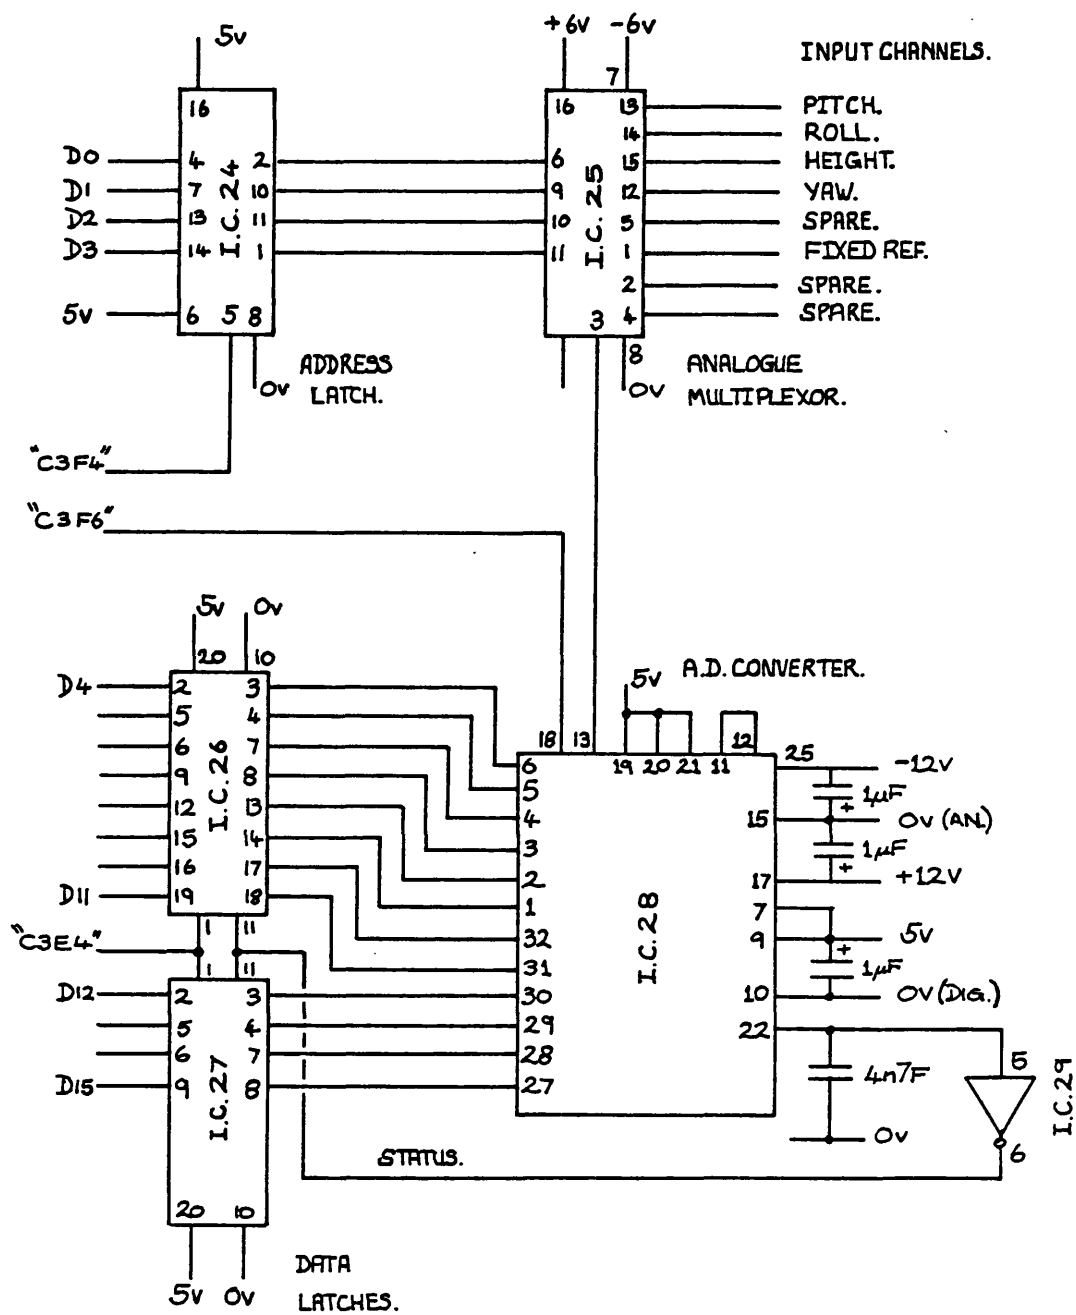 5v
+6v -6v
INPUT CHANNELS.
7
16
16 13 PITCH.
14 ROLL.
D0 4 2 6 15 HEIGHT.
D1 7 10 9 12 YAW.
D2 13 11 10 5 SPARE.
D3 14 1 11 1 FIXED REF.
2 SPARE.
5v 6 5 8 3 4 SPARE.
I.C.24
I.C.25
8
0v
0v
ADDRESS
LATCH.
ANALOGUE
MULTIPLEXOR.
"C3F4"
"C3F6"
5v 0v
20 10
D4 2 3
5 4
6 7
9 8
12 13
15 14
16 17
D11 19 18
I.C.26
1 11
"C3E4"
1 11
D12 2 3
5 4
6 7
D15 9 8
I.C.27
20 10
5v 0v
DATA
LATCHES.
STATUS.
A.D. CONVERTER.
5v
18 13
19 20 21 11 12
25 -12v
1µF
+
15 0v (AN.)
1µF
+
17 +12v
7
9 5v
+
1µF
10 0v (DIG.)
22
4n7F
0v
6
5
4
3
2
1
32
31
30
29
28
27
I.C.28
5
6
I.C.29